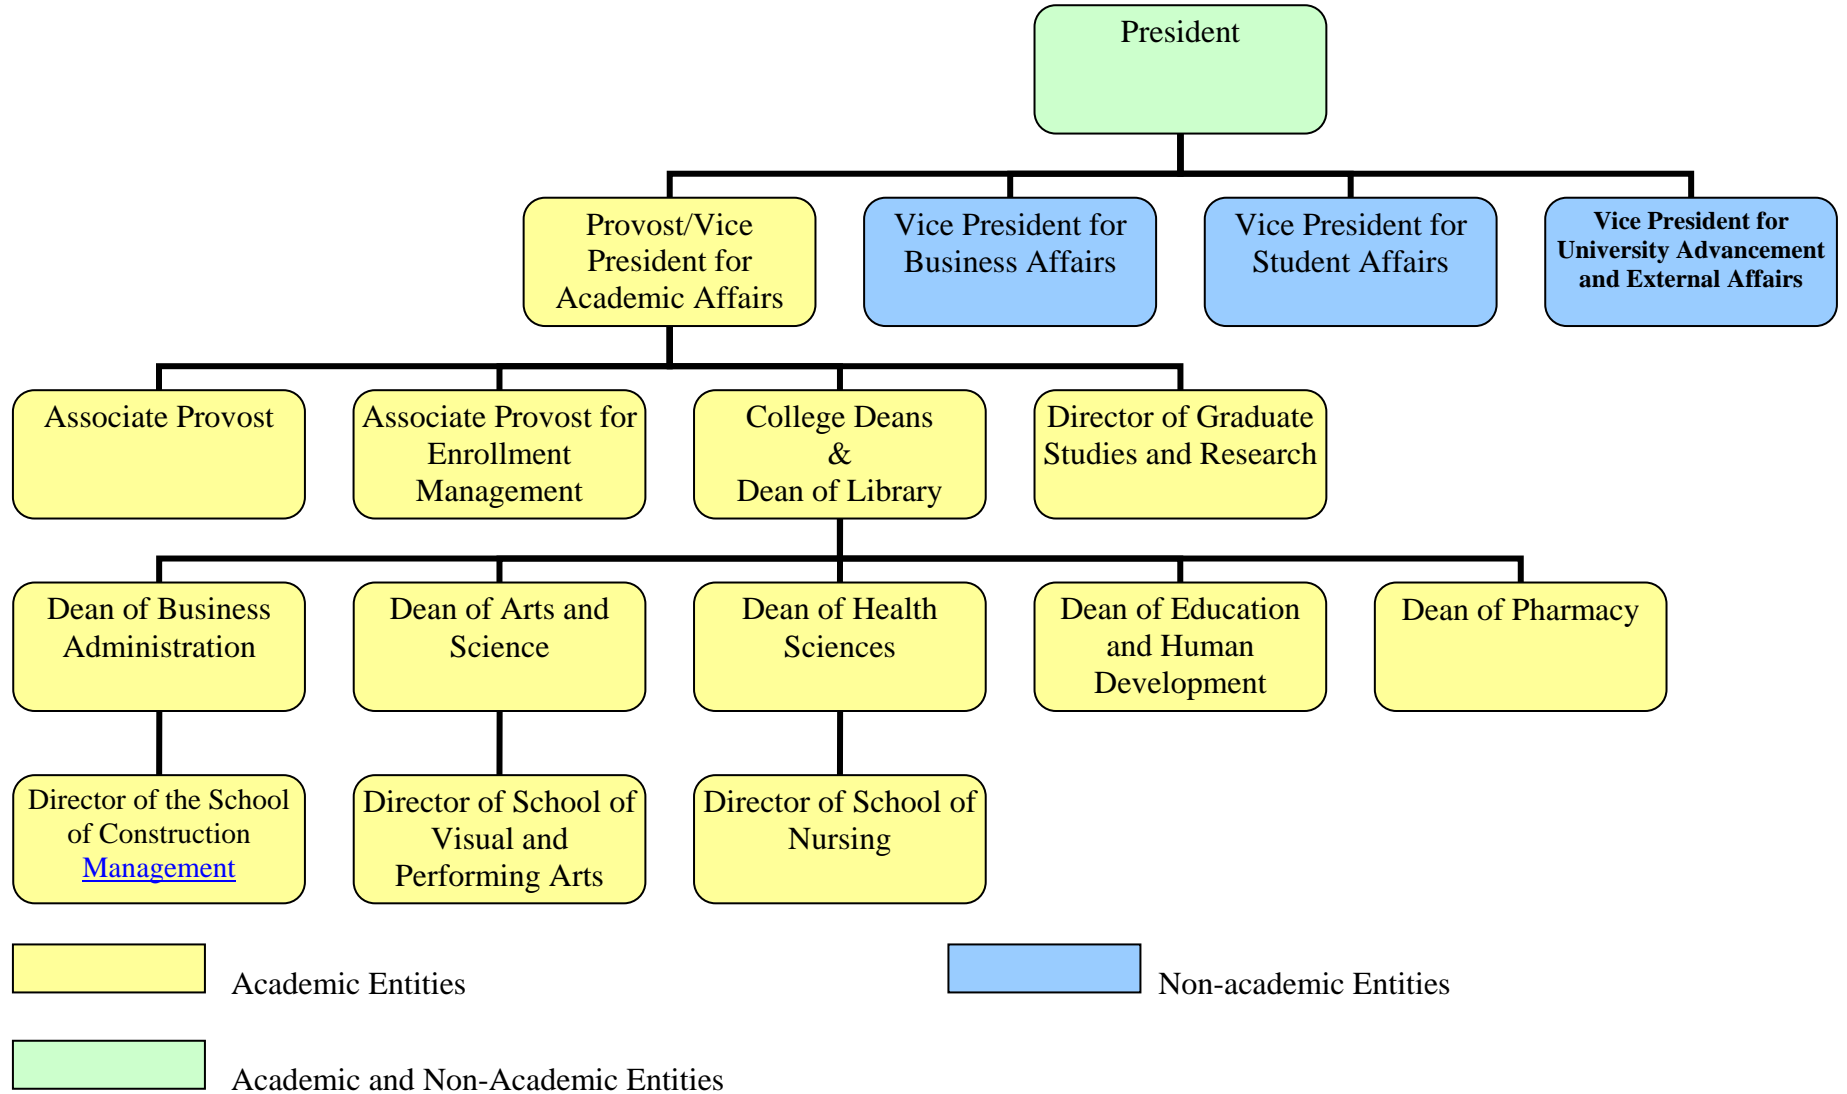 President
Provost/Vice
President for
Academic Affairs
Vice President for
Business Affairs
Vice President for
Student Affairs
Vice President for
University Advancement
and External Affairs
Associate Provost
Associate Provost for
Enrollment
Management
College Deans
&
Dean of Library
Director of Graduate
Studies and Research
Dean of Business
Administration
Dean of Arts and
Science
Dean of Health
Sciences
Dean of Education
and Human
Development
Dean of Pharmacy
Director of the School
of Construction
Management
Director of School of
Visual and
Performing Arts
Director of School of
Nursing
Academic Entities
Non-academic Entities
Academic and Non-Academic Entities